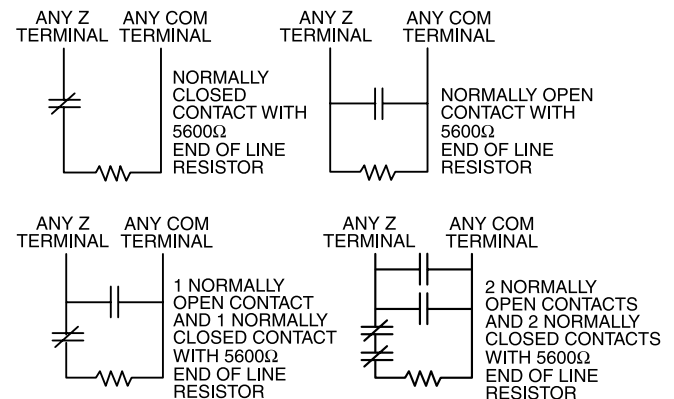 ANY Z ANY COM
TERMINAL TERMINAL
NORMALLY
CLOSED
CONTACT WITH
5600Ω
END OF LINE
RESISTOR
ANY Z ANY COM
TERMINAL TERMINAL
NORMALLY OPEN
CONTACT WITH
5600Ω
END OF LINE
RESISTOR
ANY Z ANY COM
TERMINAL TERMINAL
1 NORMALLY
OPEN CONTACT
AND 1 NORMALLY
CLOSED CONTACT
WITH 5600Ω
END OF LINE
RESISTOR
ANY Z ANY COM
TERMINAL TERMINAL
2 NORMALLY
OPEN CONTACTS
AND 2 NORMALLY
CLOSED CONTACTS
WITH 5600Ω
END OF LINE
RESISTOR